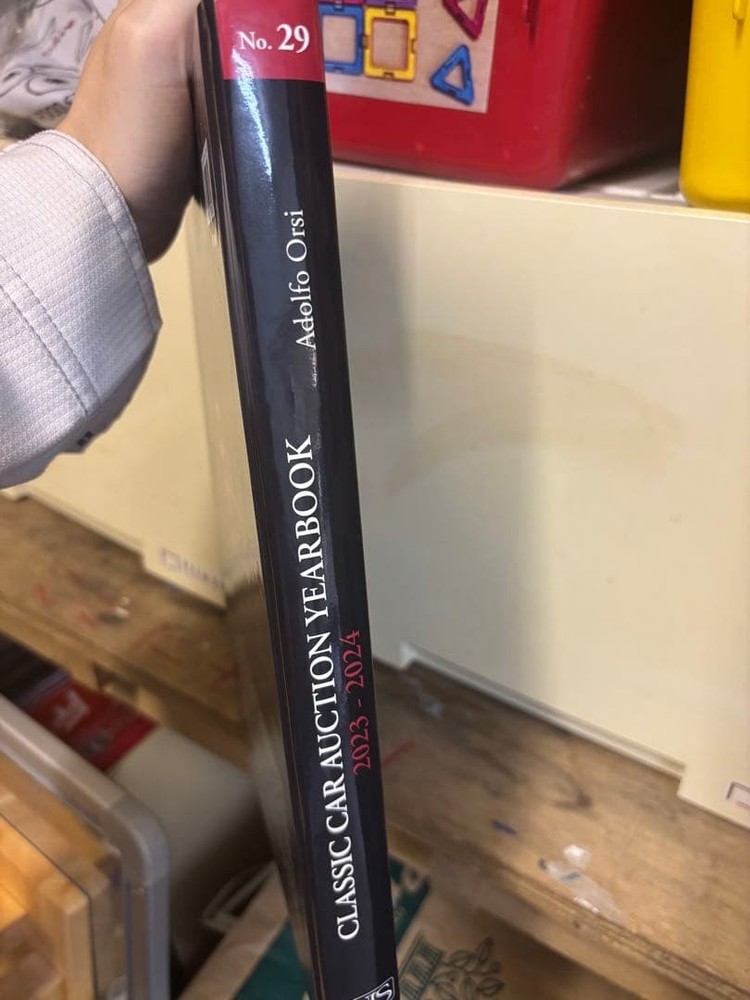 No. 29
Adolfo Orsi
CLASSIC CAR AUCTION YEARBOOK
2023 - 2024